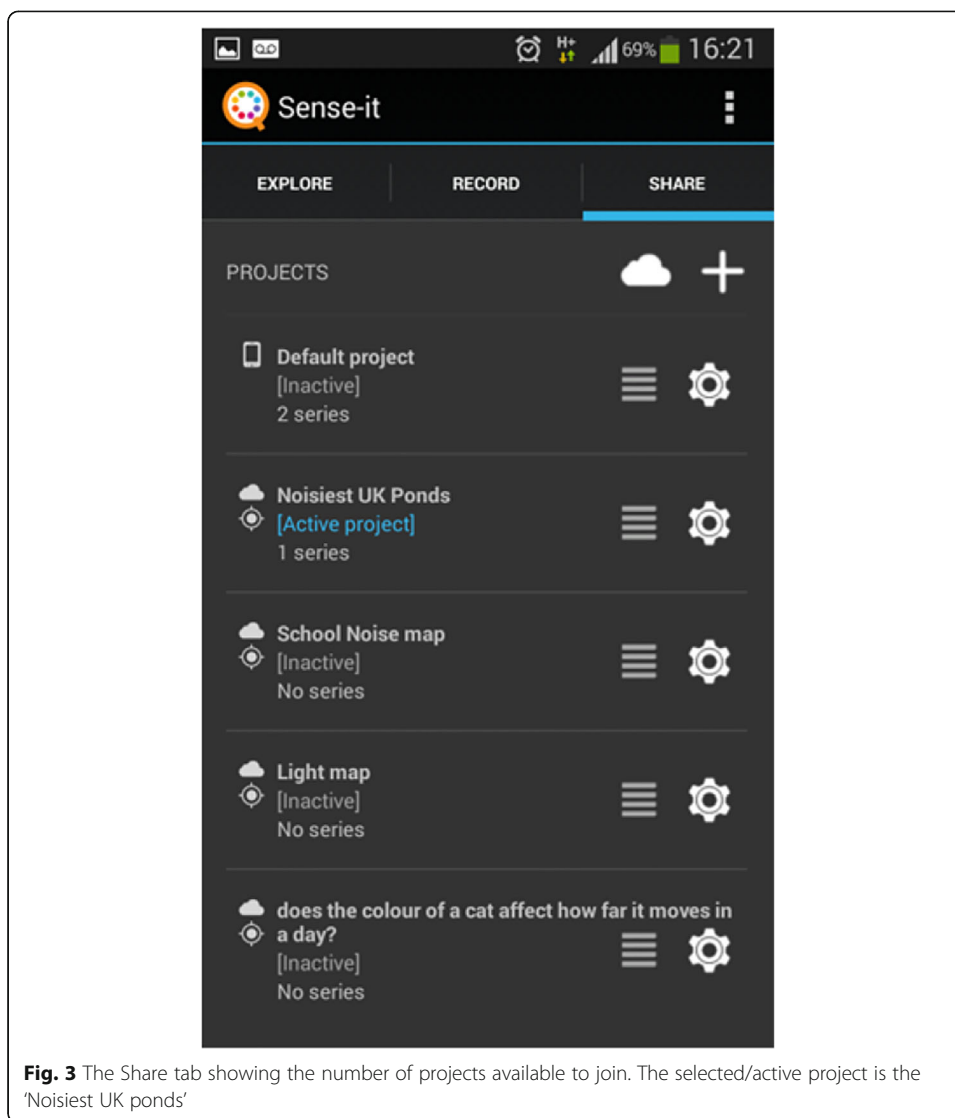 H+ 69% 16:21
Sense-it
EXPLORE RECORD SHARE
PROJECTS
Default project
[Inactive]
2 series
Noisiest UK Ponds
[Active project]
1 series
School Noise map
[Inactive]
No series
Light map
[Inactive]
No series
does the colour of a cat affect how far it moves in
a day?
[Inactive]
No series
Fig. 3 The Share tab showing the number of projects available to join. The selected/active project is the
‘Noisiest UK ponds’